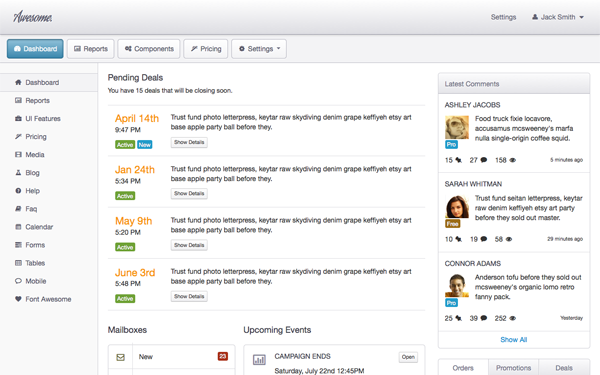 Awesome.
Settings
Jack Smith
Dashboard
Reports
Components
Pricing
Settings
Dashboard
Reports
UI Features
Pricing
Media
Blog
Help
Faq
Calendar
Forms
Tables
Mobile
Font Awesome
Pending Deals
You have 15 deals that will be closing soon.
April 14th
9:47 PM
Active New
Trust fund photo letterpress, keytar raw skydiving denim grape keffiyeh etsy art
base apple party ball before they.
Show Details
Jan 24th
5:34 PM
Active
Trust fund photo letterpress, keytar raw skydiving denim grape keffiyeh etsy art
base apple party ball before they.
Show Details
May 9th
5:20 PM
Active
Trust fund photo letterpress, keytar raw skydiving denim grape keffiyeh etsy art
base apple party ball before they.
Show Details
June 3rd
5:48 PM
Active
Trust fund photo letterpress, keytar raw skydiving denim grape keffiyeh etsy art
base apple party ball before they.
Show Details
Mailboxes
New 23
Upcoming Events
CAMPAIGN ENDS
Open
Saturday, July 22nd 12:45PM
Latest Comments
ASHLEY JACOBS
Pro
Food truck fixie locavore,
accusamus mcsweeney's marfa
nulla single-origin coffee squid.
15 27 158 5 minutes ago
SARAH WHITMAN
Free
Trust fund seitan letterpress, keytar
raw denim keffiyeh etsy art party
before they sold out master.
10 19 58 29 minutes ago
CONNOR ADAMS
Pro
Anderson tofu before they sold out
mcsweeney's organic lomo retro
fanny pack.
25 39 252 Yesterday
Show All
Orders
Promotions
Deals